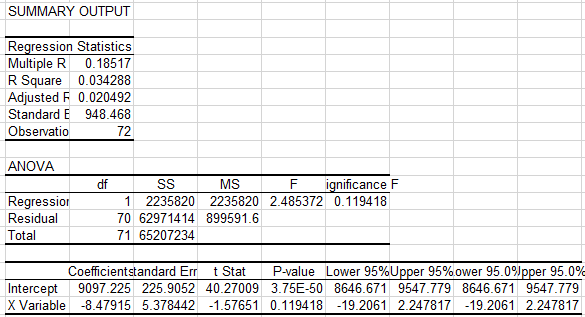 SUMMARY OUTPUT
Regression Statistics
Multiple R 0.18517
R Square 0.034288
Adjusted R 0.020492
Standard E 948.468
Observatio 72
ANOVA
df SS MS F ignificance F
Regression 1 2235820 2235820 2.485372 0.119418
Residual 70 62971414 899591.6
Total 71 65207234
Coefficients tandard Err t Stat P-value Lower 95% Upper 95% ower 95.0% Upper 95.0%
Intercept 9097.225 225.9052 40.27009 3.75E-50 8646.671 9547.779 8646.671 9547.779
X Variable -8.47915 5.378442 -1.57651 0.119418 -19.2061 2.247817 -19.2061 2.247817